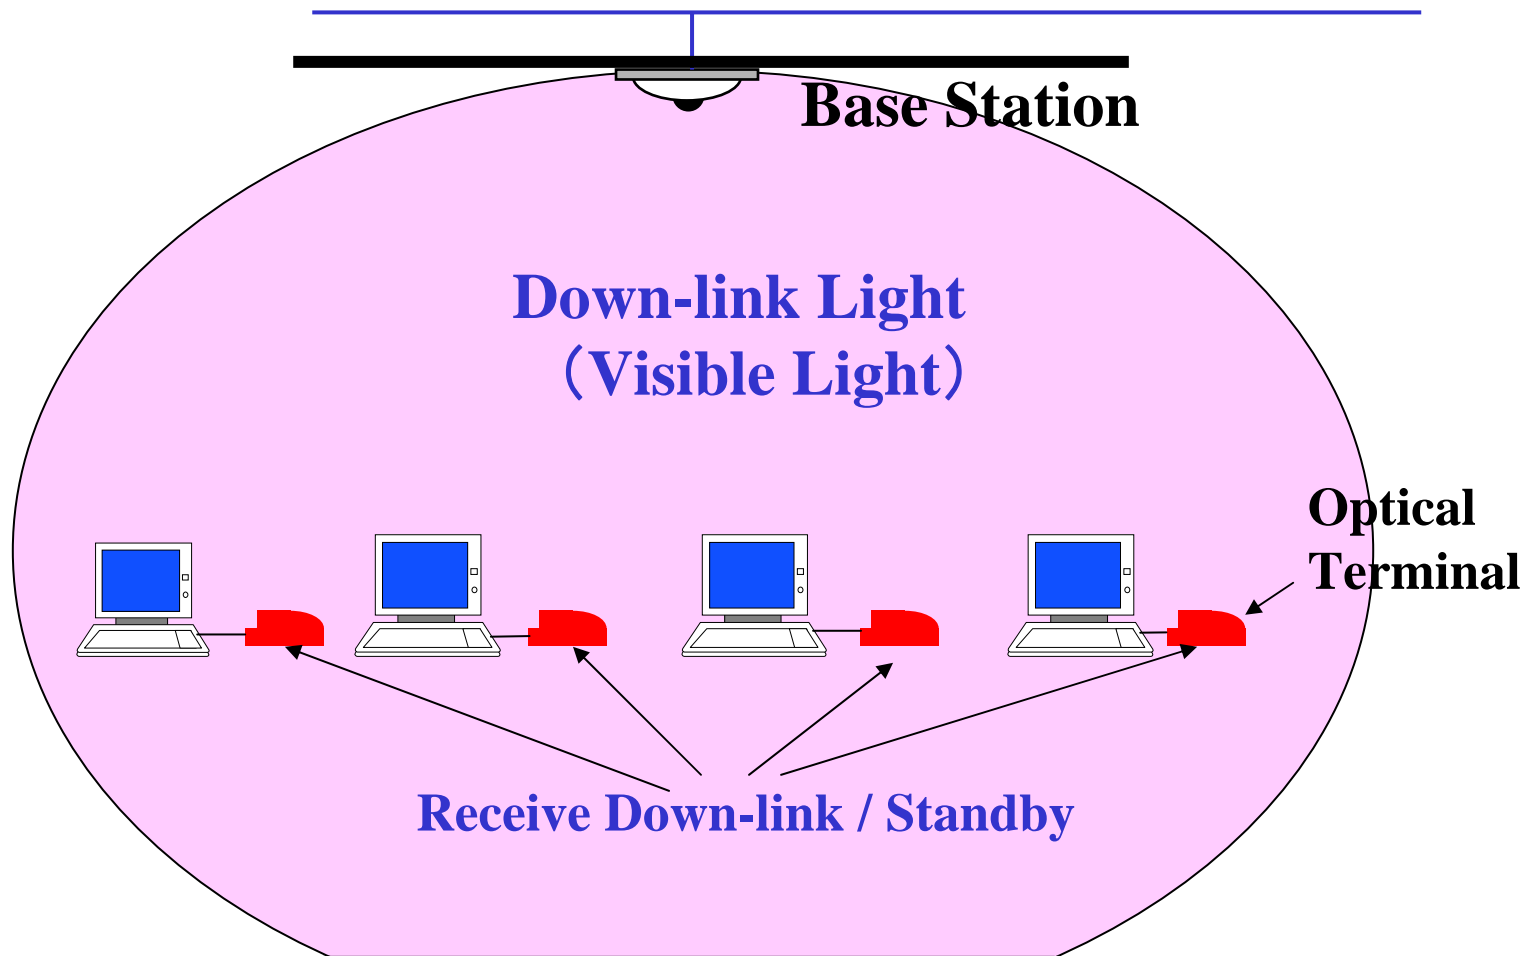 Base Station
Down-link Light
（Visible Light）
Optical
Terminal
Receive Down-link / Standby